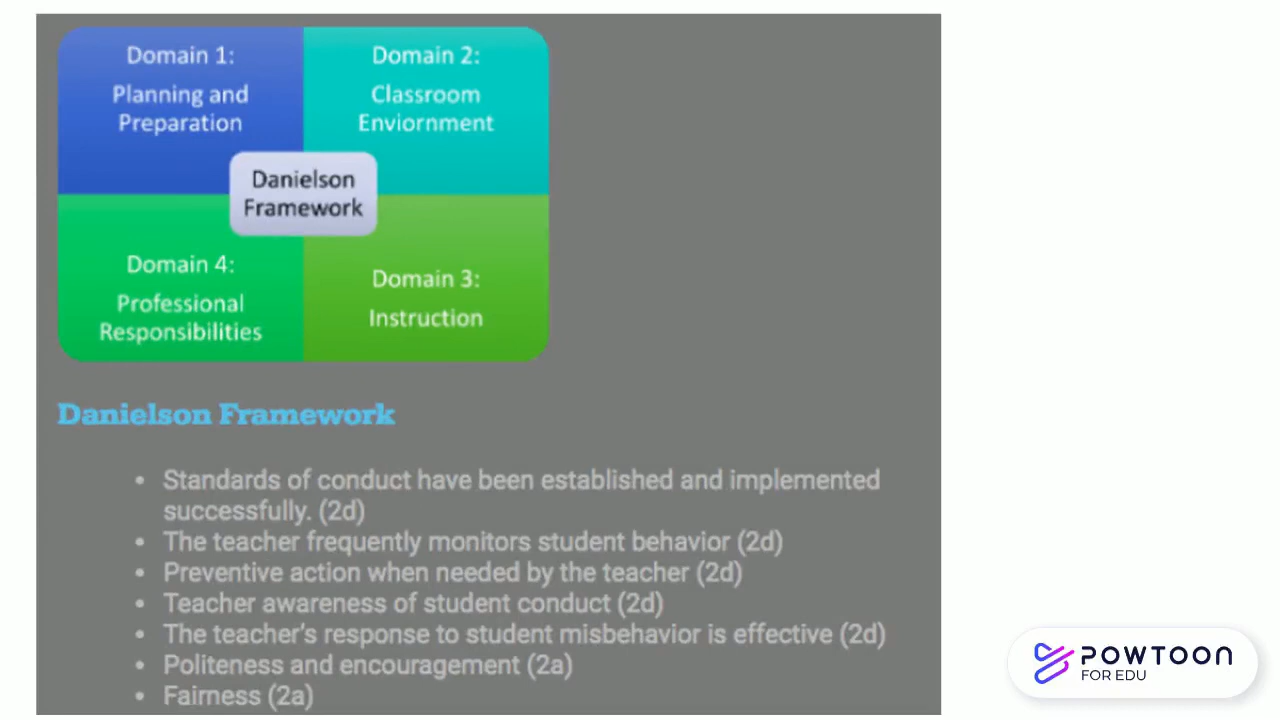 Domain 1:
Planning and
Preparation
Domain 2:
Classroom
Enviornment
Danielson
Framework
Domain 4:
Professional
Responsibilities
Domain 3:
Instruction
Danielson Framework
• Standards of conduct have been established and implemented
successfully. (2d)
• The teacher frequently monitors student behavior (2d)
• Preventive action when needed by the teacher (2d)
• Teacher awareness of student conduct (2d)
• The teacher's response to student misbehavior is effective (2d)
• Politeness and encouragement (2a)
• Fairness (2a)
POWTOON
FOR EDU